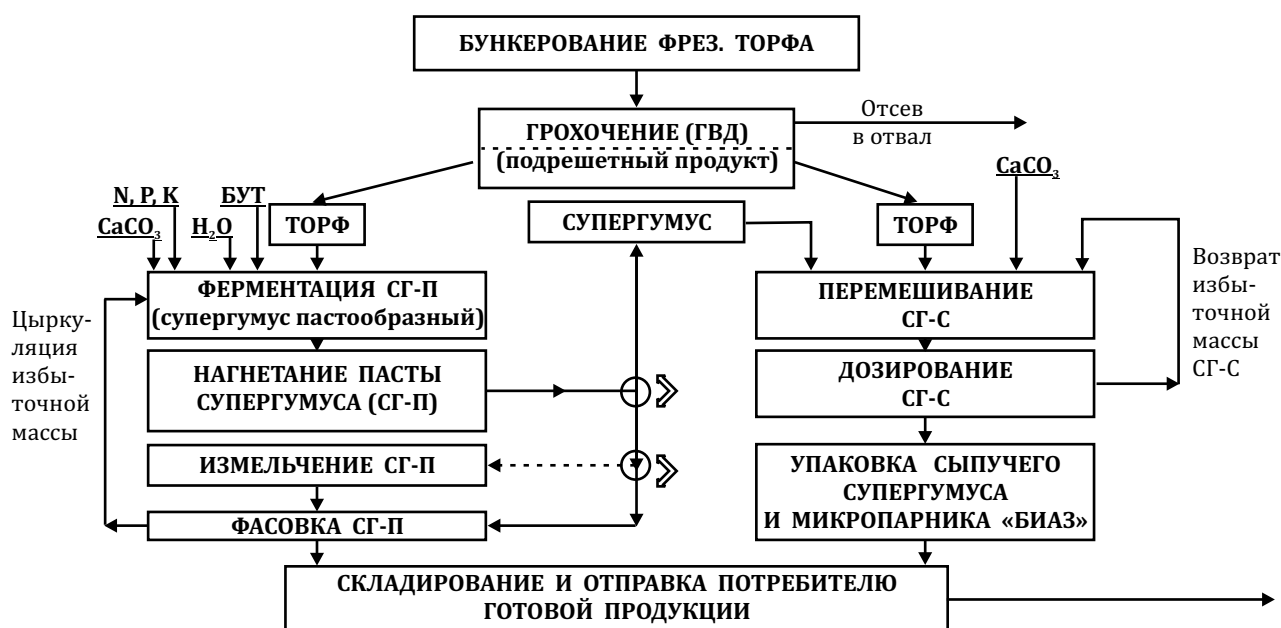 БУНКЕРОВАНИЕ ФРЕЗ. ТОРФА
ГРОХОЧЕНИЕ (ГВД)
(подрешетный продукт)
Отсев
в отвал
N, P, K
БУТ
CaCO₃
H₂O
ТОРФ
СУПЕРГУМУС
ТОРФ
CaCO₃
ФЕРМЕНТАЦИЯ СГ-П
(супергумус пастообразный)
ПЕРЕМЕШИВАНИЕ
СГ-С
Возврат
избы-
точной
массы
СГ-С
Цырку-
ляция
избы-
точной
массы
НАГНЕТАНИЕ ПАСТЫ
СУПЕРГУМУСА (СГ-П)
ДОЗИРОВАНИЕ
СГ-С
ИЗМЕЛЬЧЕНИЕ СГ-П
УПАКОВКА СЫПУЧЕГО
СУПЕРГУМУСА
И МИКРОПАРНИКА «БИАЗ»
ФАСОВКА СГ-П
СКЛАДИРОВАНИЕ И ОТПРАВКА ПОТРЕБИТЕЛЮ
ГОТОВОЙ ПРОДУКЦИИ